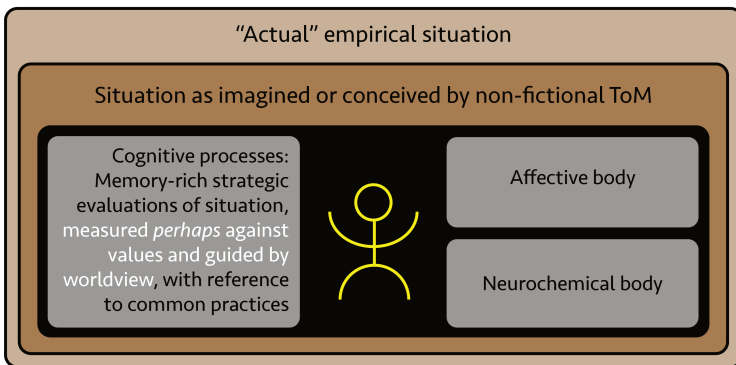 “Actual” empirical situation
Situation as imagined or conceived by non-fictional ToM
Cognitive processes:
Memory-rich strategic
evaluations of situation,
measured perhaps against
values and guided by
worldview, with reference
to common practices
Affective body
Neurochemical body